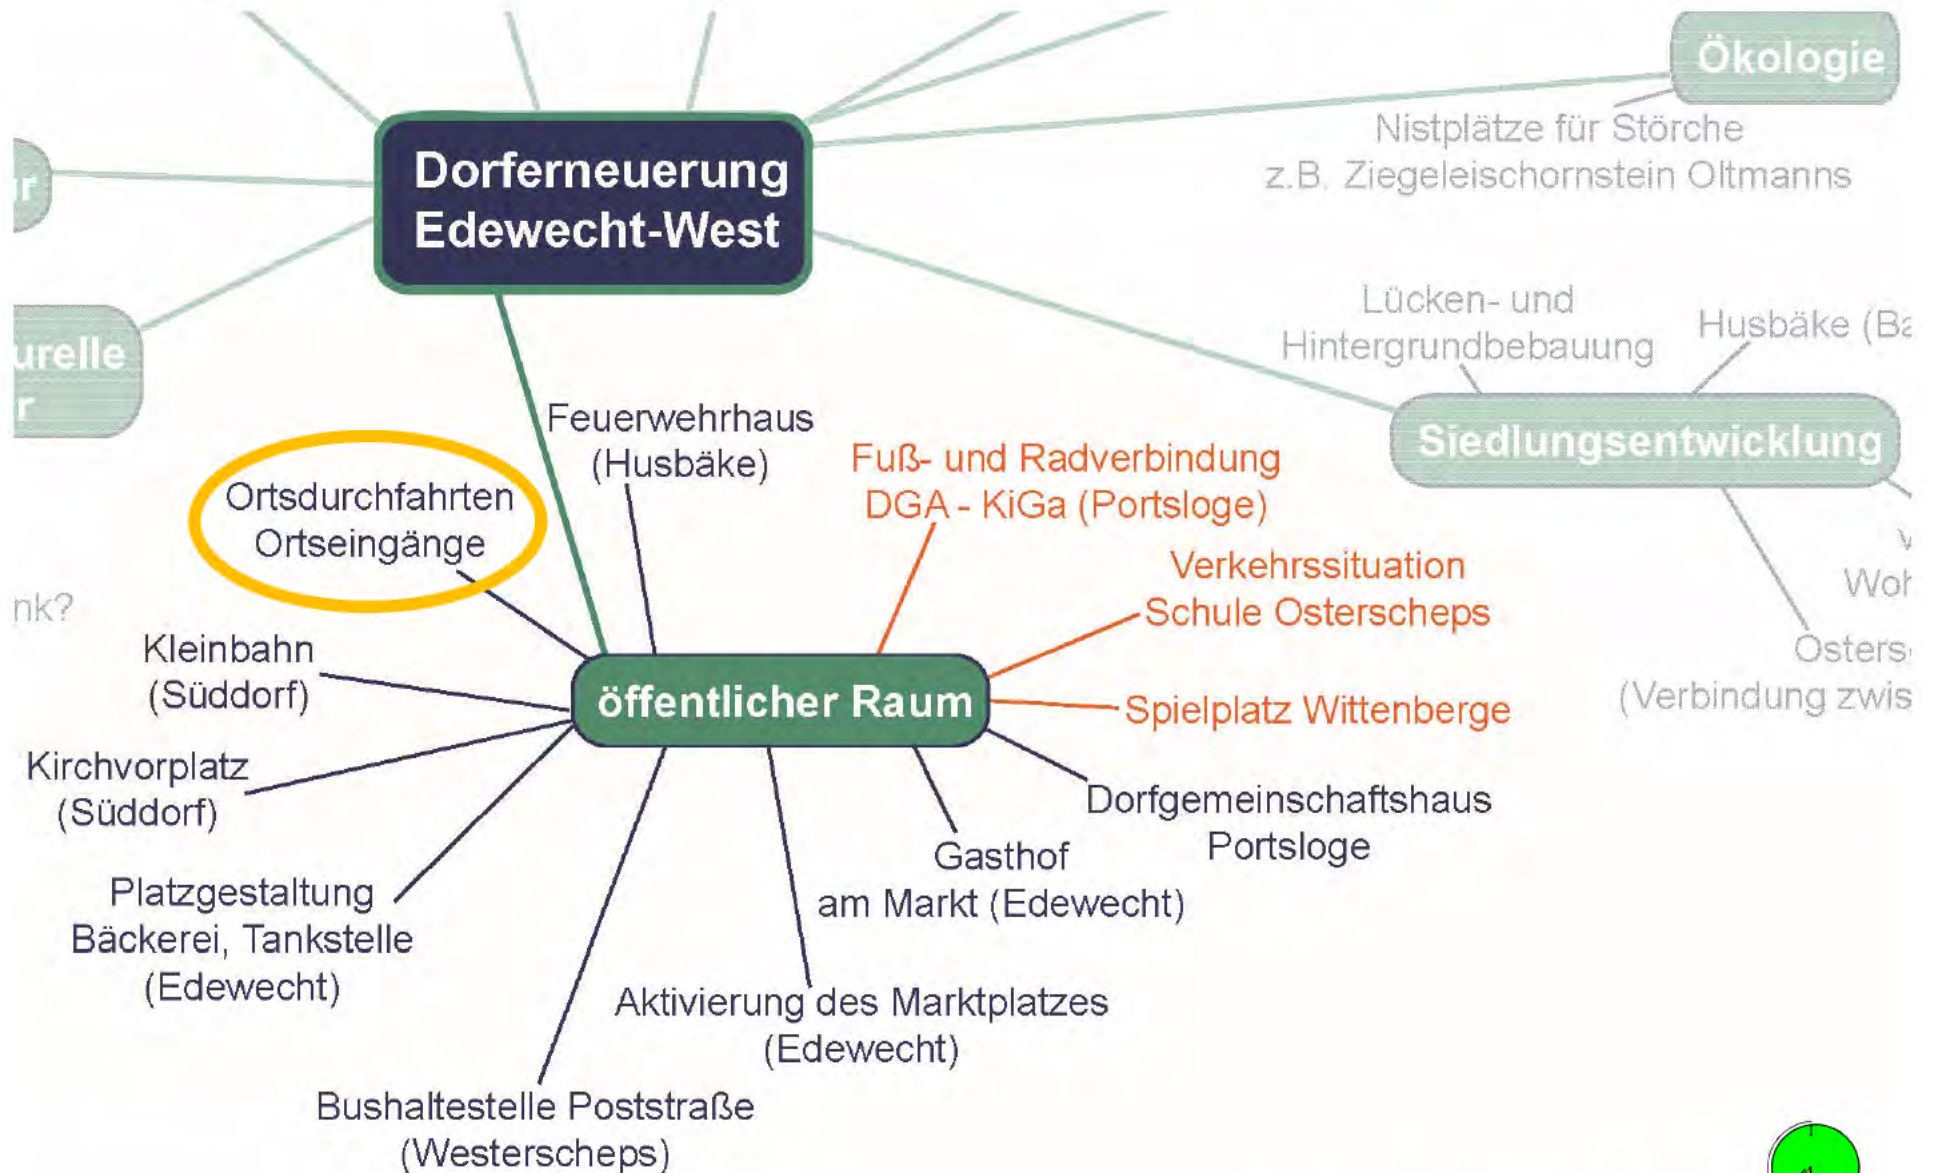 Ökologie
Nistplätze für Störche
z.B. Ziegeleischornstein Oltmanns
Dorferneuerung
Edewecht-West
Lücken- und
Hintergrundbebauung
Husbäke
Siedlungsentwicklung
Feuerwehrhaus
(Husbäke)
Ortsdurchfahrten
Ortseingänge
Fuß- und Radverbindung
DGA - KiGa (Portsloge)
Verkehrssituation
Schule Osterscheps
nk?
Kleinbahn
(Süddorf)
öffentlicher Raum
Spielplatz Wittenberge
(Verbindung
Kirchvorplatz
(Süddorf)
Dorfgemeinschaftshaus
Portsloge
Gasthof
am Markt (Edewecht)
Platzgestaltung
Bäckerei, Tankstelle
(Edewecht)
Aktivierung des Marktplatzes
(Edewecht)
Bushaltestelle Poststraße
(Westerscheps)